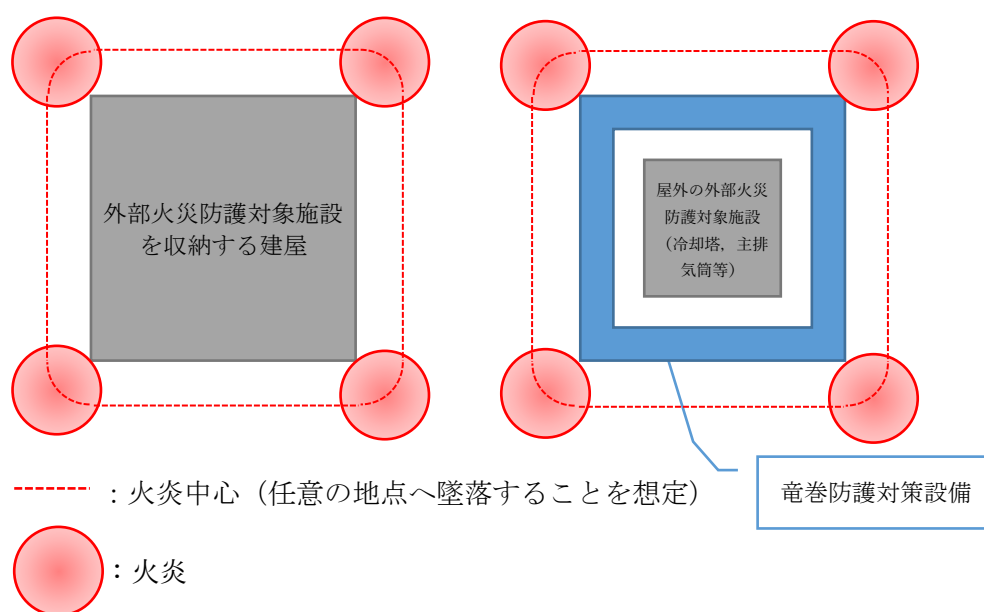 外部火災防護対象施設
を収納する建屋
屋外の外部火災
防護対象施設
（冷却塔，主排
気筒等）
：火炎中心（任意の地点へ墜落することを想定）
竜巻防護対策設備
：火炎